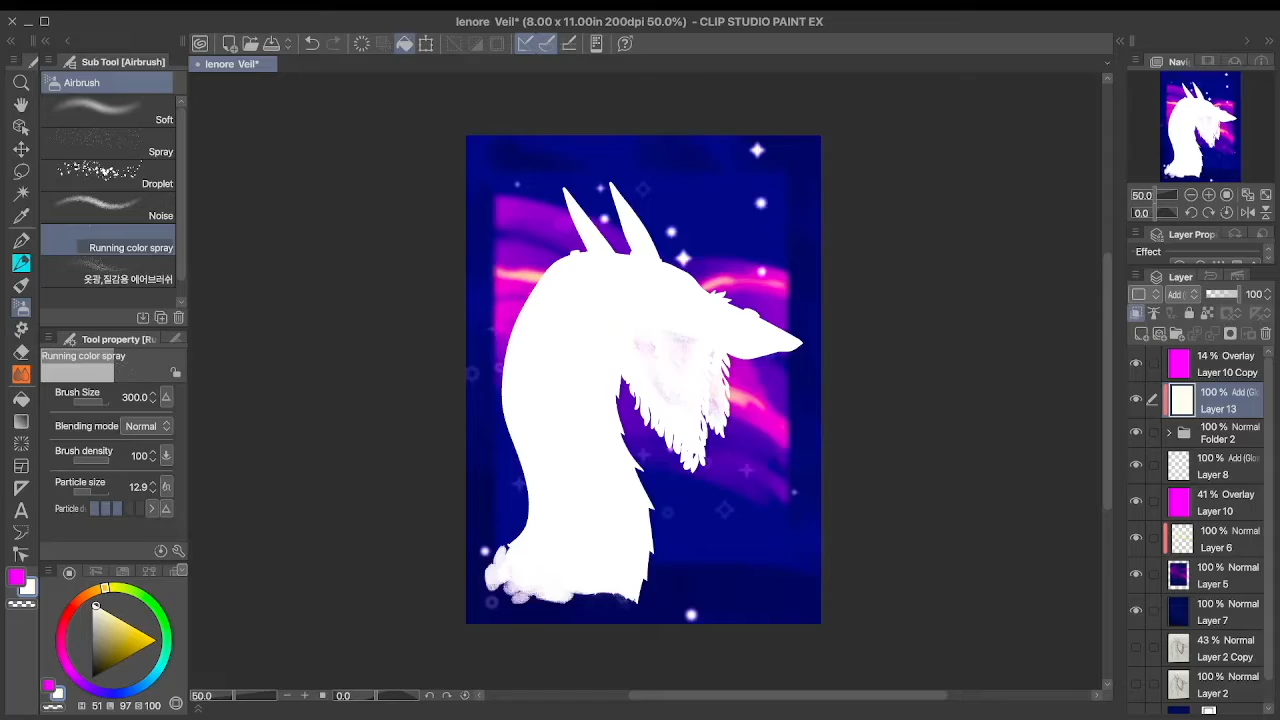 lenore Veil* (8.00 x 11.00in 200dpi 50.0%) - CLIP STUDIO PAINT EX
Sub Tool [Airbrush]
lenore Veil*
Navi
Airbrush
Soft
Spray
Droplet
Noise
Running color spray
옷광,질감용 에어브러쉬
Tool property [Ru
Running color spray
Brush Size 300.0
Blending mode Normal
Brush density 100
Particle size 12.9
Particle d
50.0
0.0
Layer Prop
Effect
Layer
Add ( 100
14 % Overlay
Layer 10 Copy
100 % Add (Glo
Layer 13
100 % Normal
Folder 2
100 % Add (Glo
Layer 8
41 % Overlay
Layer 10
100 % Normal
Layer 6
100 % Normal
Layer 5
100 % Normal
Layer 7
43 % Normal
Layer 2 Copy
100 % Normal
Layer 2
50.0 0.0
H 51 L 97 S 100